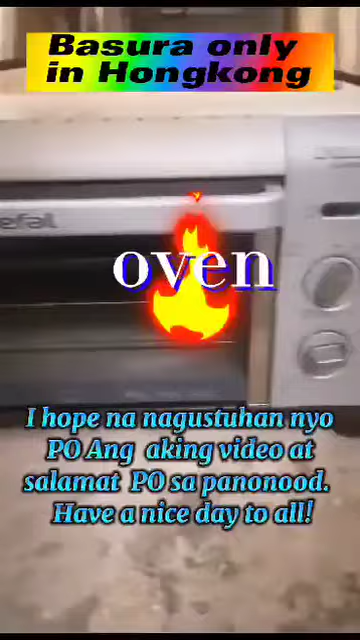 Basura only
in Hongkong
efal
oven
I hope na nagustuhan nyo
PO Ang aking video at
salamat PO sa panonood.
Have a nice day to all!